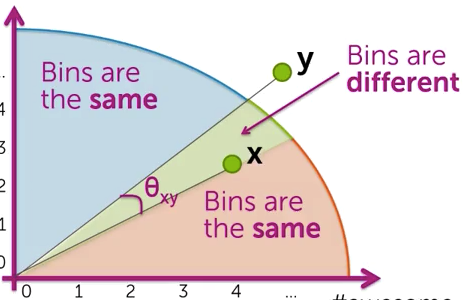 y
Bins are
different
Bins are
the same
x
θxy
Bins are
the same
...
4
3
2
1
0
0 1 2 3 4 ...
#awesome